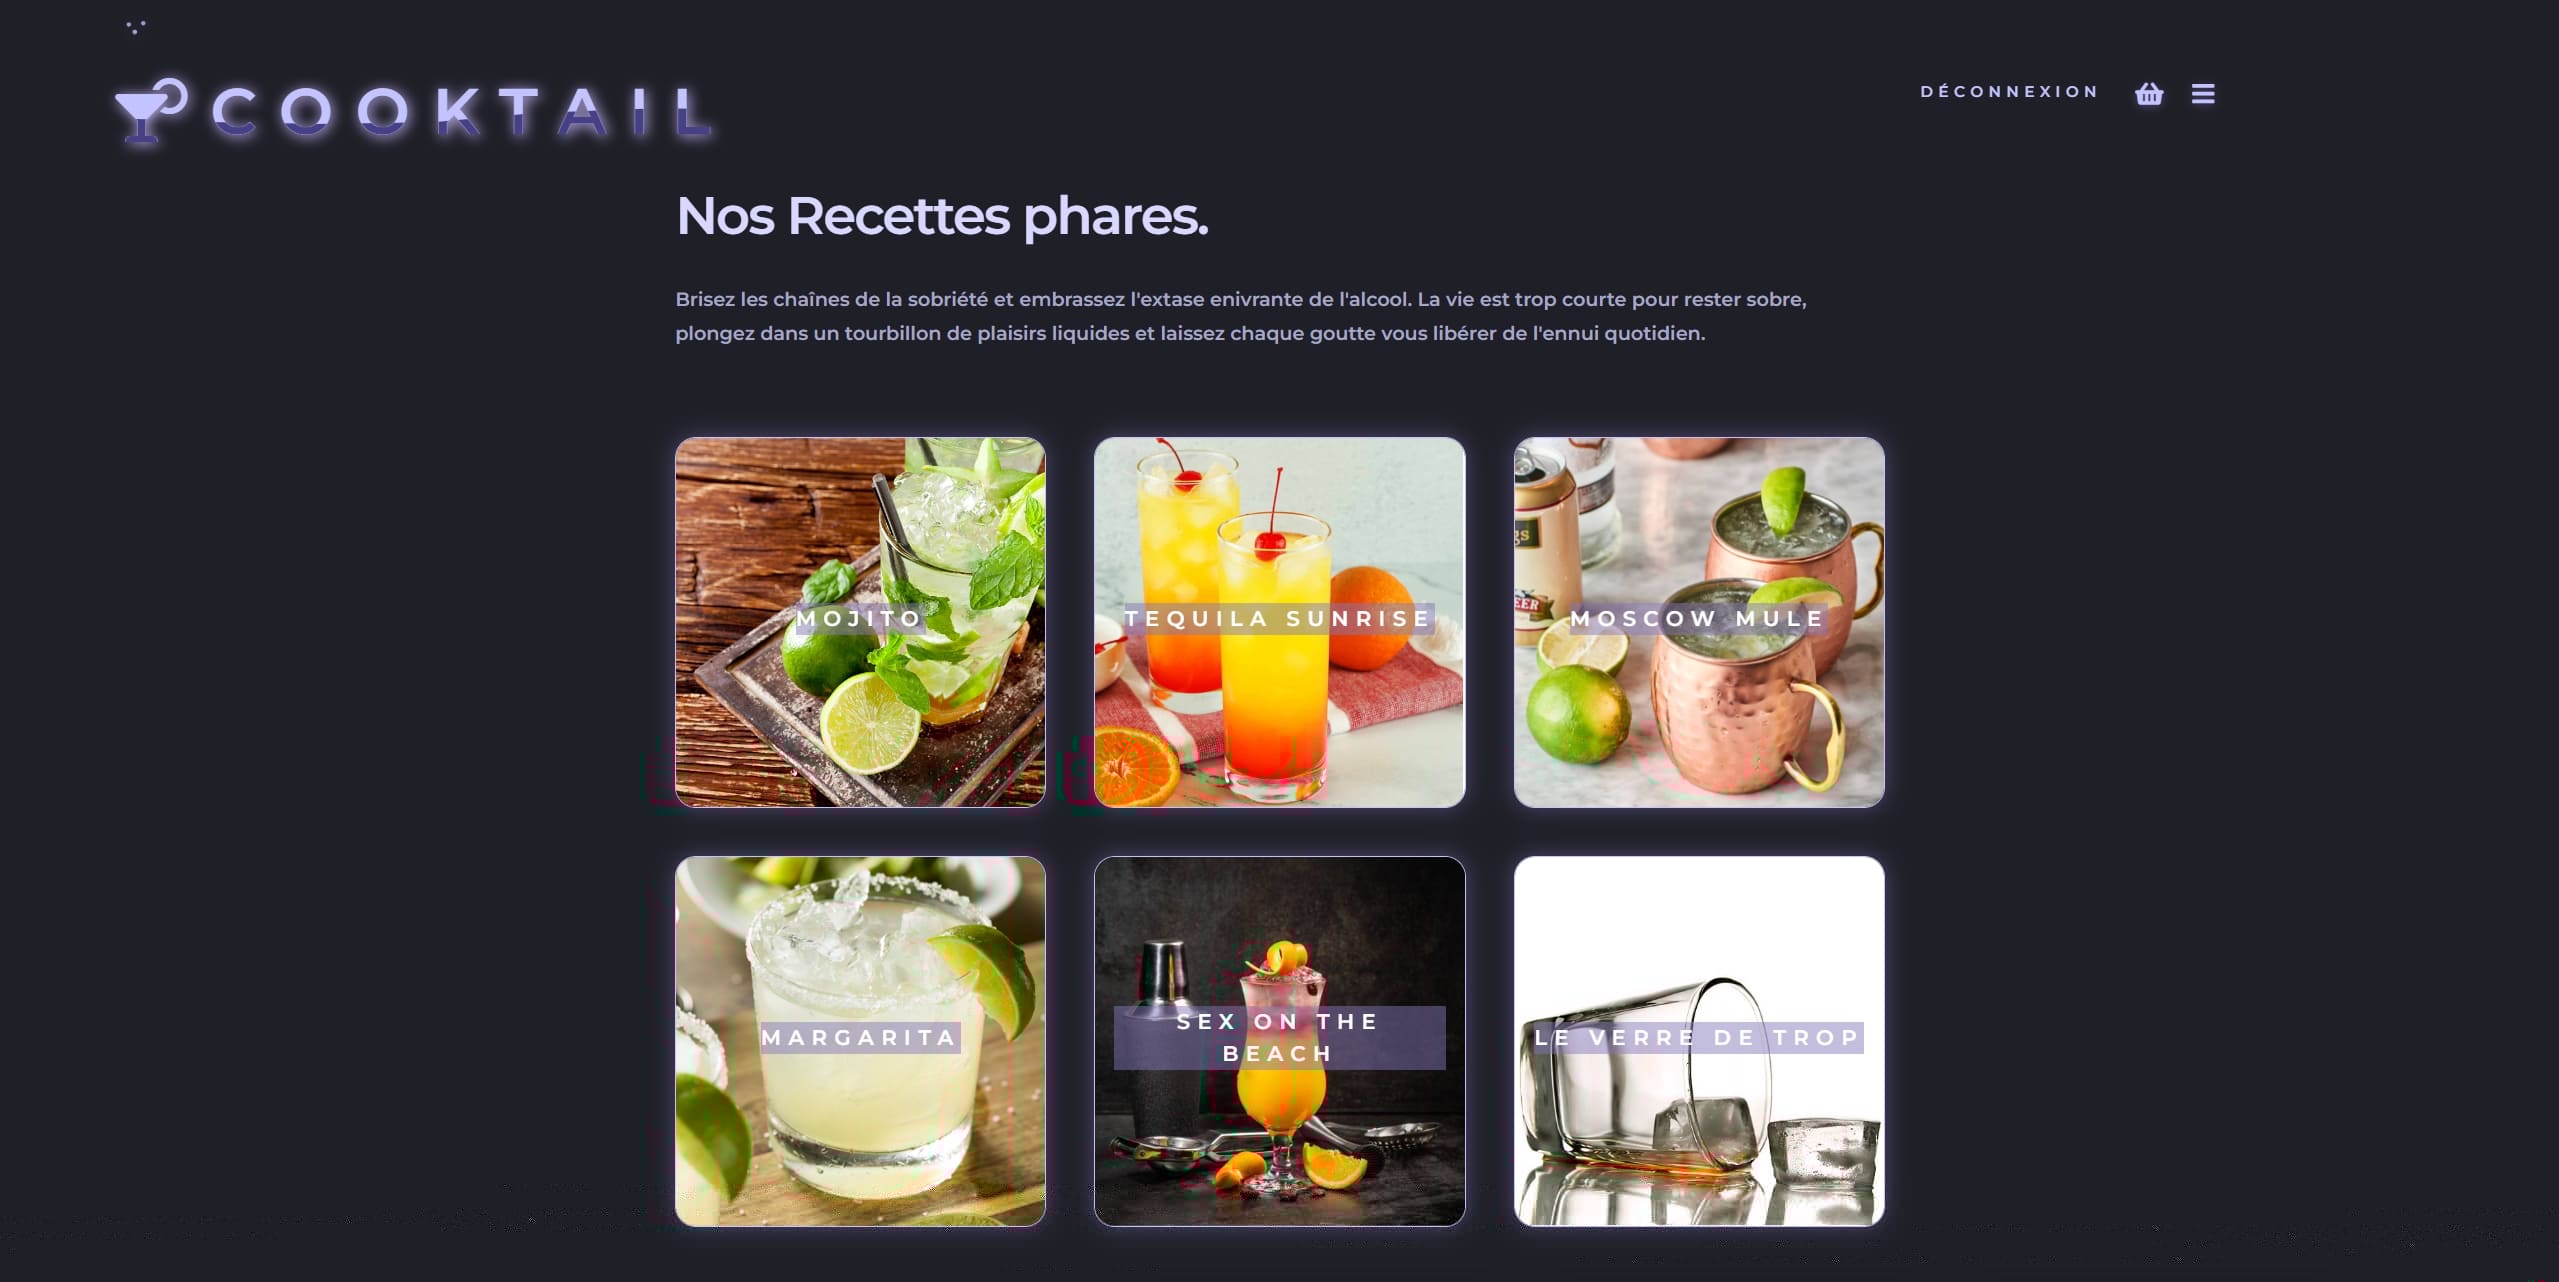 COOKTAIL
DÉCONNEXION
Nos Recettes phares.
Brisez les chaînes de la sobriété et embrassez l'extase enivrante de l'alcool. La vie est trop courte pour rester sobre,
plongez dans un tourbillon de plaisirs liquides et laissez chaque goutte vous libérer de l'ennui quotidien.
MOJITO
TEQUILA SUNRISE
MOSCOW MULE
MARGARITA
SEX ON THE
BEACH
LE VERRE DE TROP